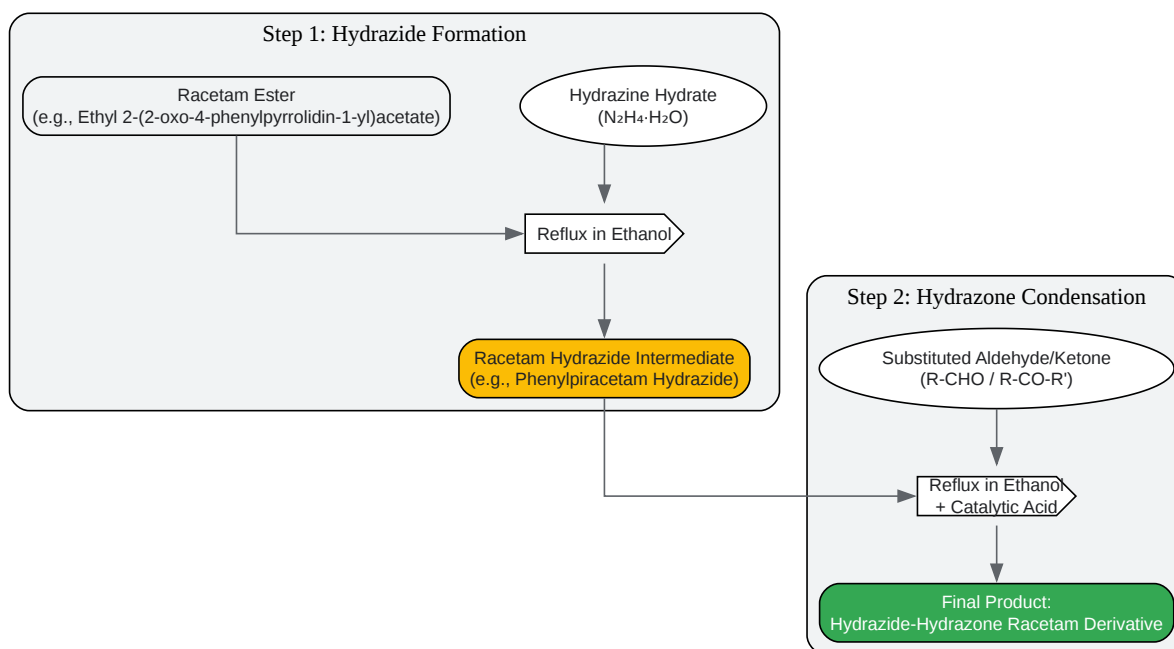 Step 1: Hydrazide Formation
Racetam Ester
(e.g., Ethyl 2-(2-oxo-4-phenylpyrrolidin-1-yl)acetate)
Hydrazine Hydrate
(N₂H₄·H₂O)
Reflux in Ethanol
Racetam Hydrazide Intermediate
(e.g., Phenylpiracetam Hydrazide)
Step 2: Hydrazone Condensation
Substituted Aldehyde/Ketone
(R-CHO / R-CO-R')
Reflux in Ethanol
+ Catalytic Acid
Final Product:
Hydrazide-Hydrazone Racetam Derivative